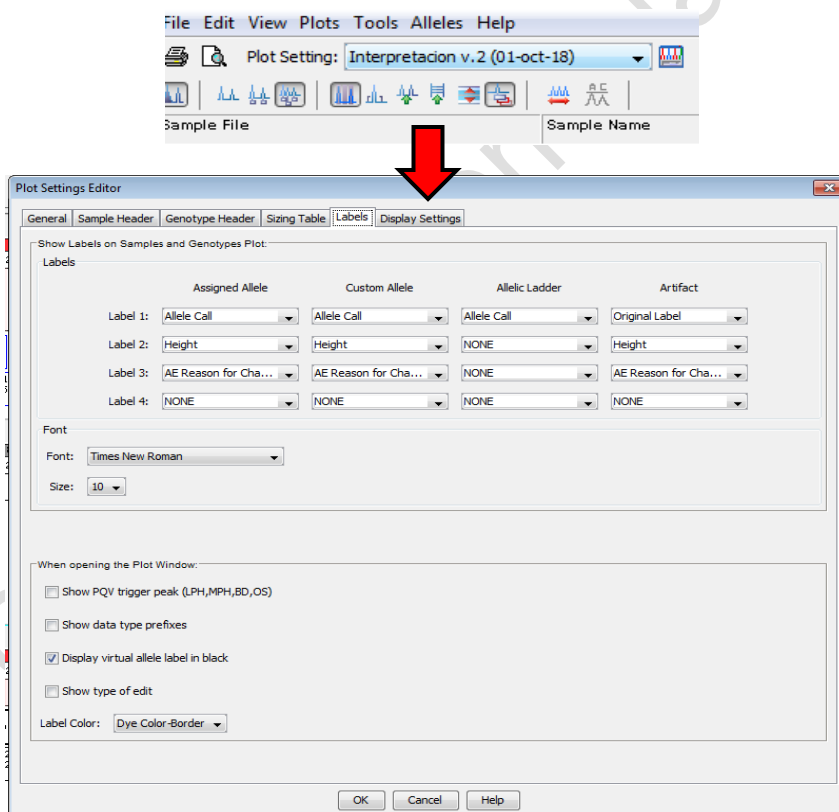 File Edit View Plots Tools Alleles Help
Plot Setting: Interpretacion v.2 (01-oct-18)
Sample File Sample Name
Plot Settings Editor
General Sample Header Genotype Header Sizing Table Labels Display Settings
Show Labels on Samples and Genotypes Plot:
Labels
Assigned Allele Custom Allele Allelic Ladder Artifact
Label 1: Allele Call Allele Call Allele Call Original Label
Label 2: Height Height NONE Height
Label 3: AE Reason for Cha... AE Reason for Cha... NONE AE Reason for Cha...
Label 4: NONE NONE NONE NONE
Font
Font: Times New Roman
Size: 10
When opening the Plot Window:
Show PQV trigger peak (LPH,MPH,BD,OS)
Show data type prefixes
Display virtual allele label in black
Show type of edit
Label Color: Dye Color-Border
OK Cancel Help